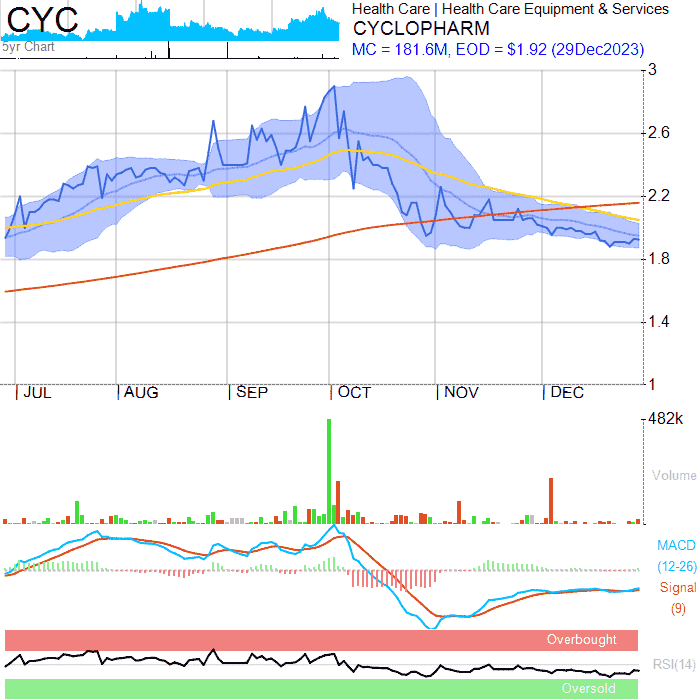 CYC
5yr Chart
Health Care | Health Care Equipment & Services
CYCLOPHARM
MC = 181.6M, EOD = $1.92 (29Dec2023)
3
2.6
2.2
1.8
1.4
1
JUL
AUG
SEP
OCT
NOV
DEC
482k
Volume
MACD
(12-26)
Signal
(9)
Overbought
RSI(14)
Oversold